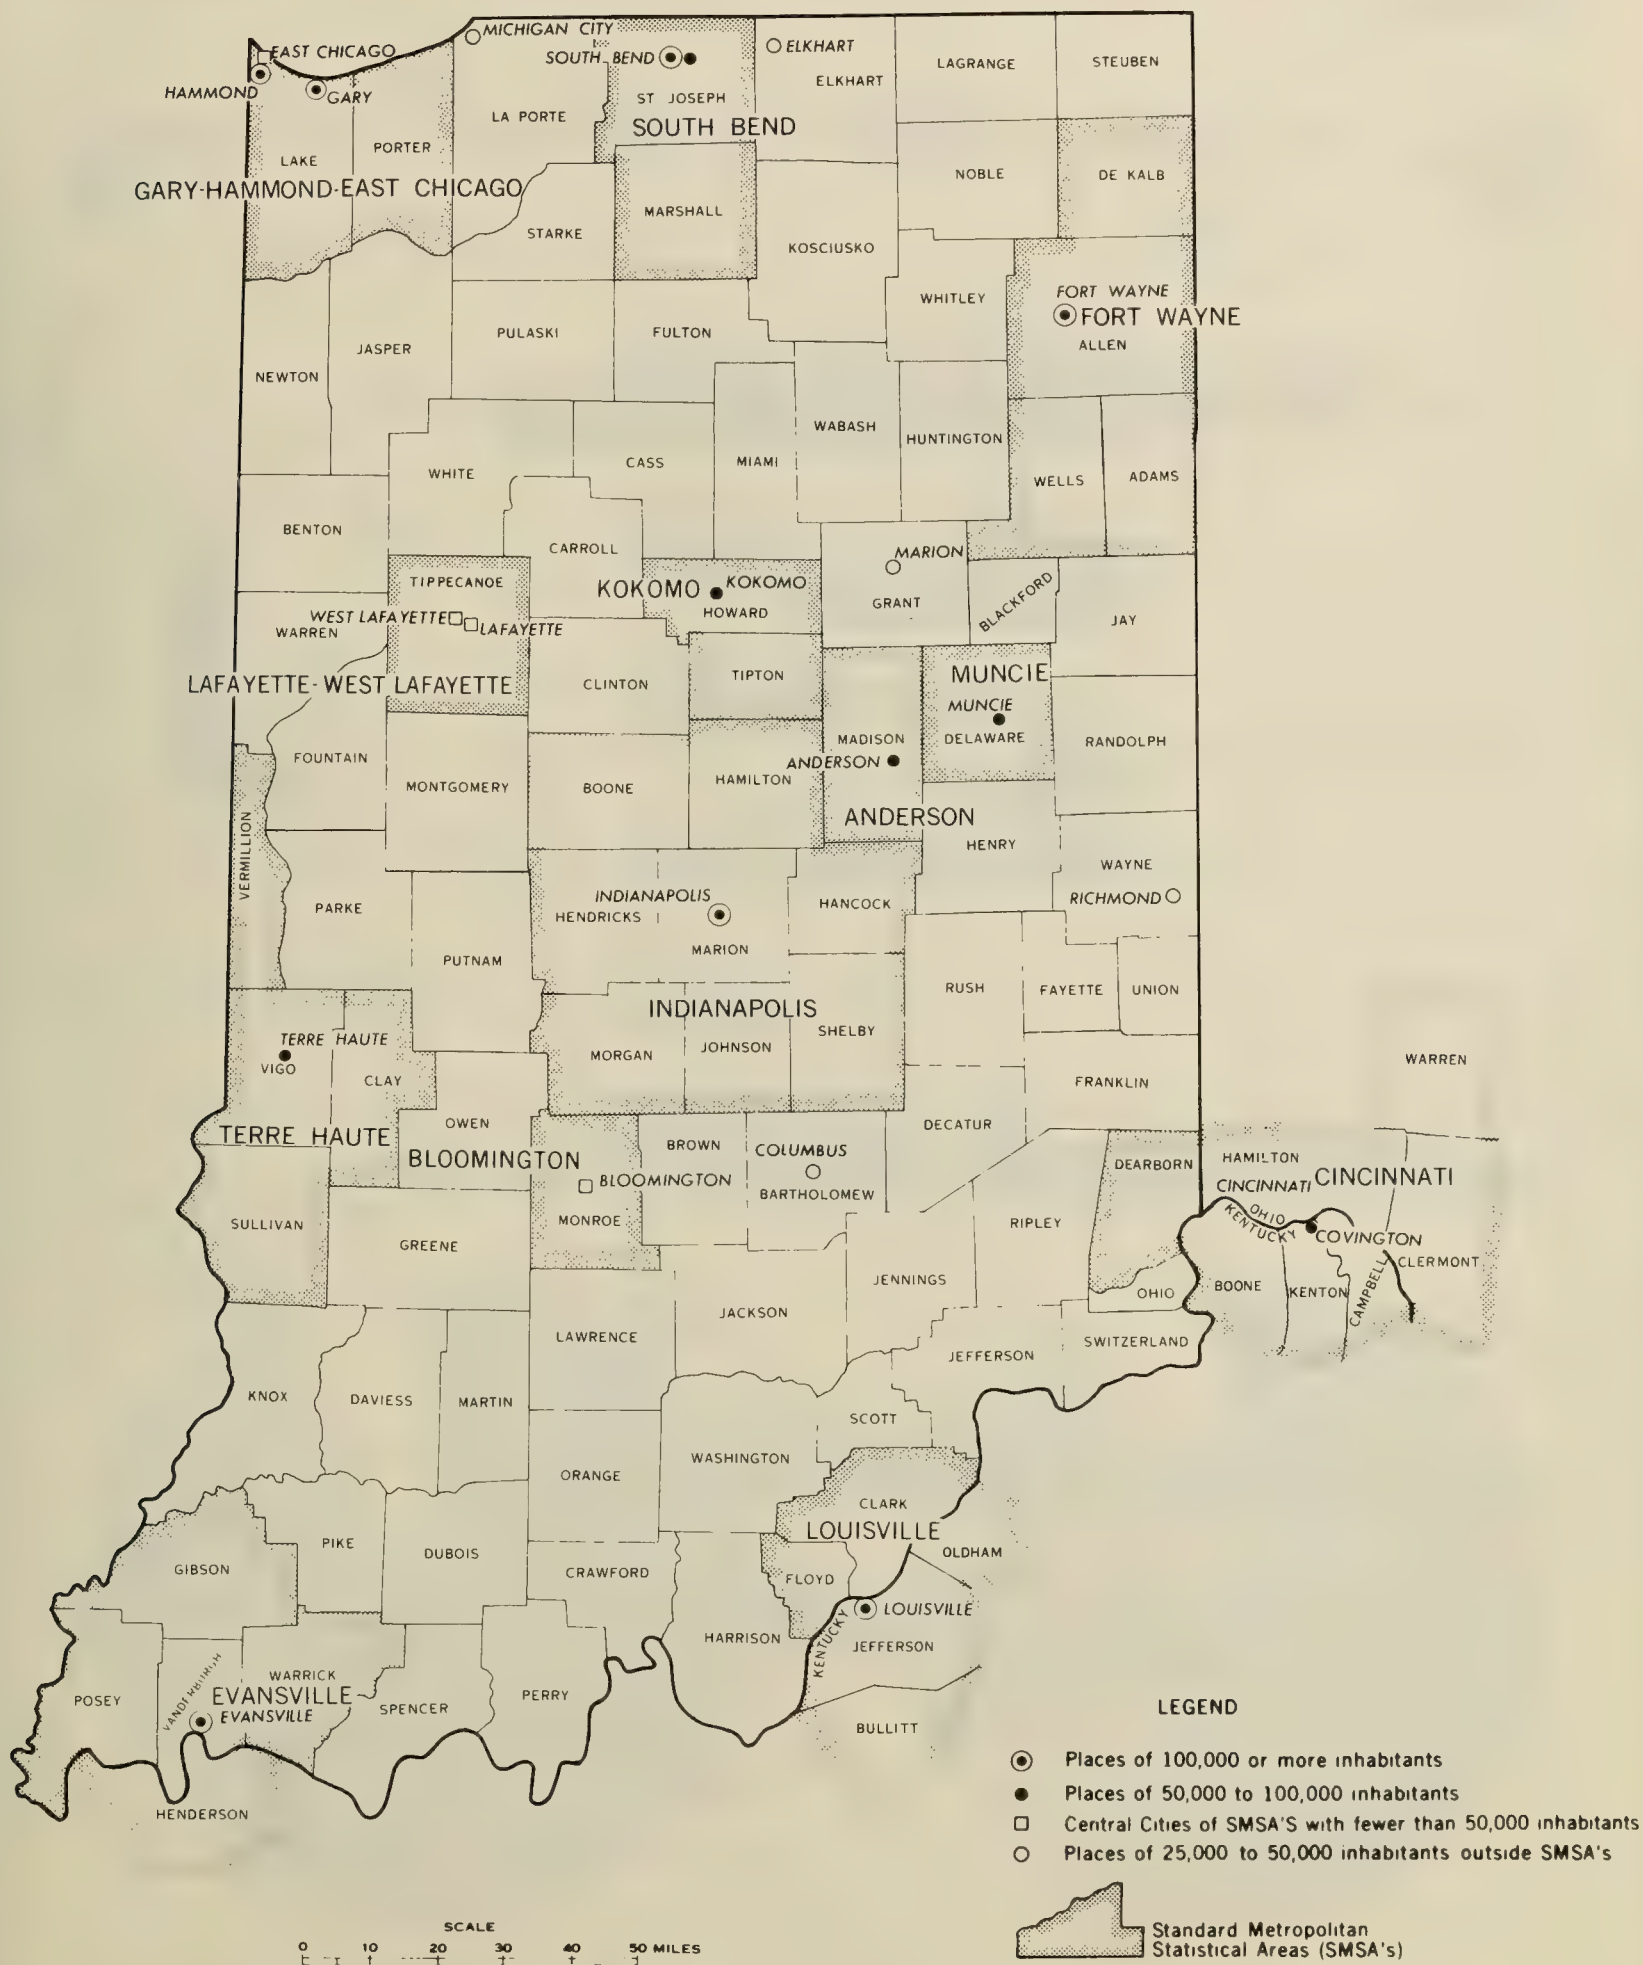 MICHIGAN CITY
EAST CHICAGO
SOUTH BEND
ELKHART
LAGRANGE
STEUBEN
HAMMOND
GARY
ELKHART
ST JOSEPH
LA PORTE
SOUTH BEND
LAKE
PORTER
NOBLE
DE KALB
GARY-HAMMOND-EAST CHICAGO
MARSHALL
STARKE
KOSCIUSKO
WHITLEY
FORT WAYNE
FORT WAYNE
ALLEN
PULASKI
FULTON
JASPER
NEWTON
WABASH
HUNTINGTON
WHITE
CASS
MIAMI
WELLS
ADAMS
BENTON
CARROLL
MARION
TIPPECANOE
KOKOMO
KOKOMO
HOWARD
GRANT
BLACKFORD
JAY
WEST LAFAYETTE
LAFAYETTE
WARREN
LAFAYETTE-WEST LAFAYETTE
CLINTON
TIPTON
MUNCIE
MUNCIE
DELAWARE
MADISON
RANDOLPH
FOUNTAIN
ANDERSON
MONTGOMERY
BOONE
HAMILTON
ANDERSON
HENRY
VERMILLION
WAYNE
RICHMOND
PARKE
INDIANAPOLIS
HENDRICKS
HANCOCK
MARION
PUTNAM
RUSH
FAYETTE
UNION
INDIANAPOLIS
SHELBY
TERRE HAUTE
VIGO
CLAY
MORGAN
JOHNSON
WARREN
FRANKLIN
OWEN
DECATUR
TERRE HAUTE
BLOOMINGTON
BROWN
COLUMBUS
DEARBORN
HAMILTON
CINCINNATI
CINCINNATI
BLOOMINGTON
BARTHOLOMEW
MONROE
SULLIVAN
GREENE
RIPLEY
OHIO
KENTUCKY
COVINGTON
CLERMONT
JENNINGS
OHIO
BOONE
KENTON
CAMPBELL
JACKSON
LAWRENCE
JEFFERSON
SWITZERLAND
KNOX
DAVIESS
MARTIN
SCOTT
WASHINGTON
ORANGE
CLARK
LOUISVILLE
PIKE
DUBOIS
OLDHAM
GIBSON
CRAWFORD
FLOYD
LOUISVILLE
HARRISON
KENTUCKY
JEFFERSON
POSEY
VANDERBURGH
WARRICK
EVANSVILLE
EVANSVILLE
SPENCER
PERRY
BULLITT
HENDERSON
LEGEND
Places of 100,000 or more inhabitants
Places of 50,000 to 100,000 inhabitants
Central Cities of SMSA'S with fewer than 50,000 inhabitants
Places of 25,000 to 50,000 inhabitants outside SMSA's
Standard Metropolitan
Statistical Areas (SMSA's)
SCALE
0 10 20 30 40 50 MILES